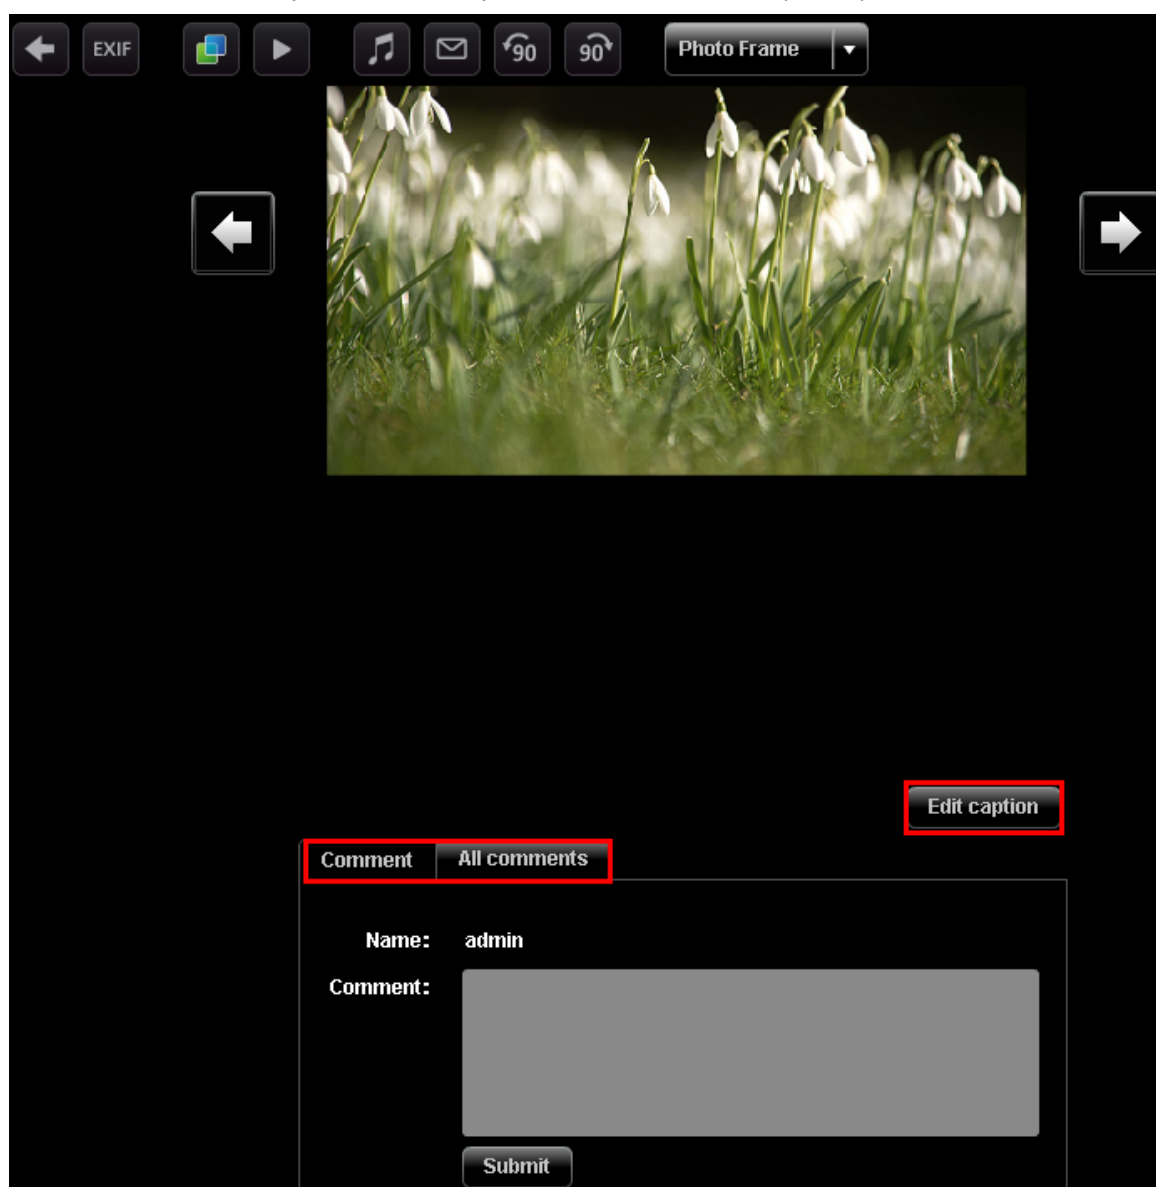 EXIF 90 90 Photo Frame
Edit caption
Comment All comments
Name: admin
Comment:
Submit